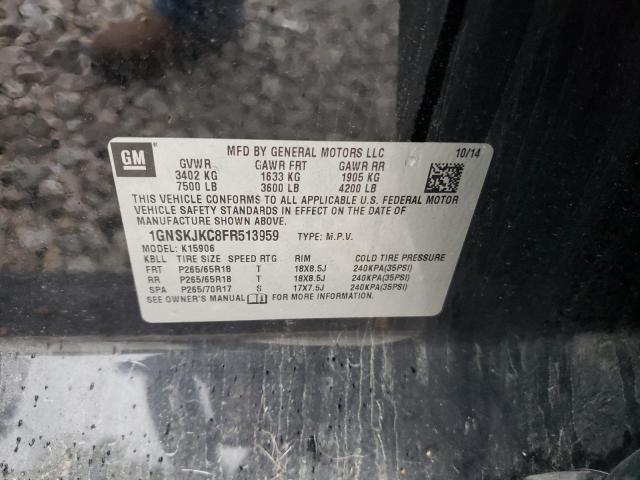 GM
MFD BY GENERAL MOTORS LLC 10/14
GVWR GAWR FRT GAWR RR
3402 KG 1633 KG 1905 KG
7500 LB 3600 LB 4200 LB
THIS VEHICLE CONFORMS TO ALL APPLICABLE U.S. FEDERAL MOTOR
VEHICLE SAFETY STANDARDS IN EFFECT ON THE DATE OF
MANUFACTURE SHOWN ABOVE.
1GNSKJKC8FR513959 TYPE: M.P.V.
MODEL: K15906
KBLL TIRE SIZE SPEED RTG RIM COLD TIRE PRESSURE
FRT P265/65R18 T 18X8.5J 240KPA(35PSI)
RR P265/65R18 T 18X8.5J 240KPA(35PSI)
SPA P265/70R17 S 17X7.5J 240KPA(35PSI)
SEE OWNER'S MANUAL FOR MORE INFORMATION.